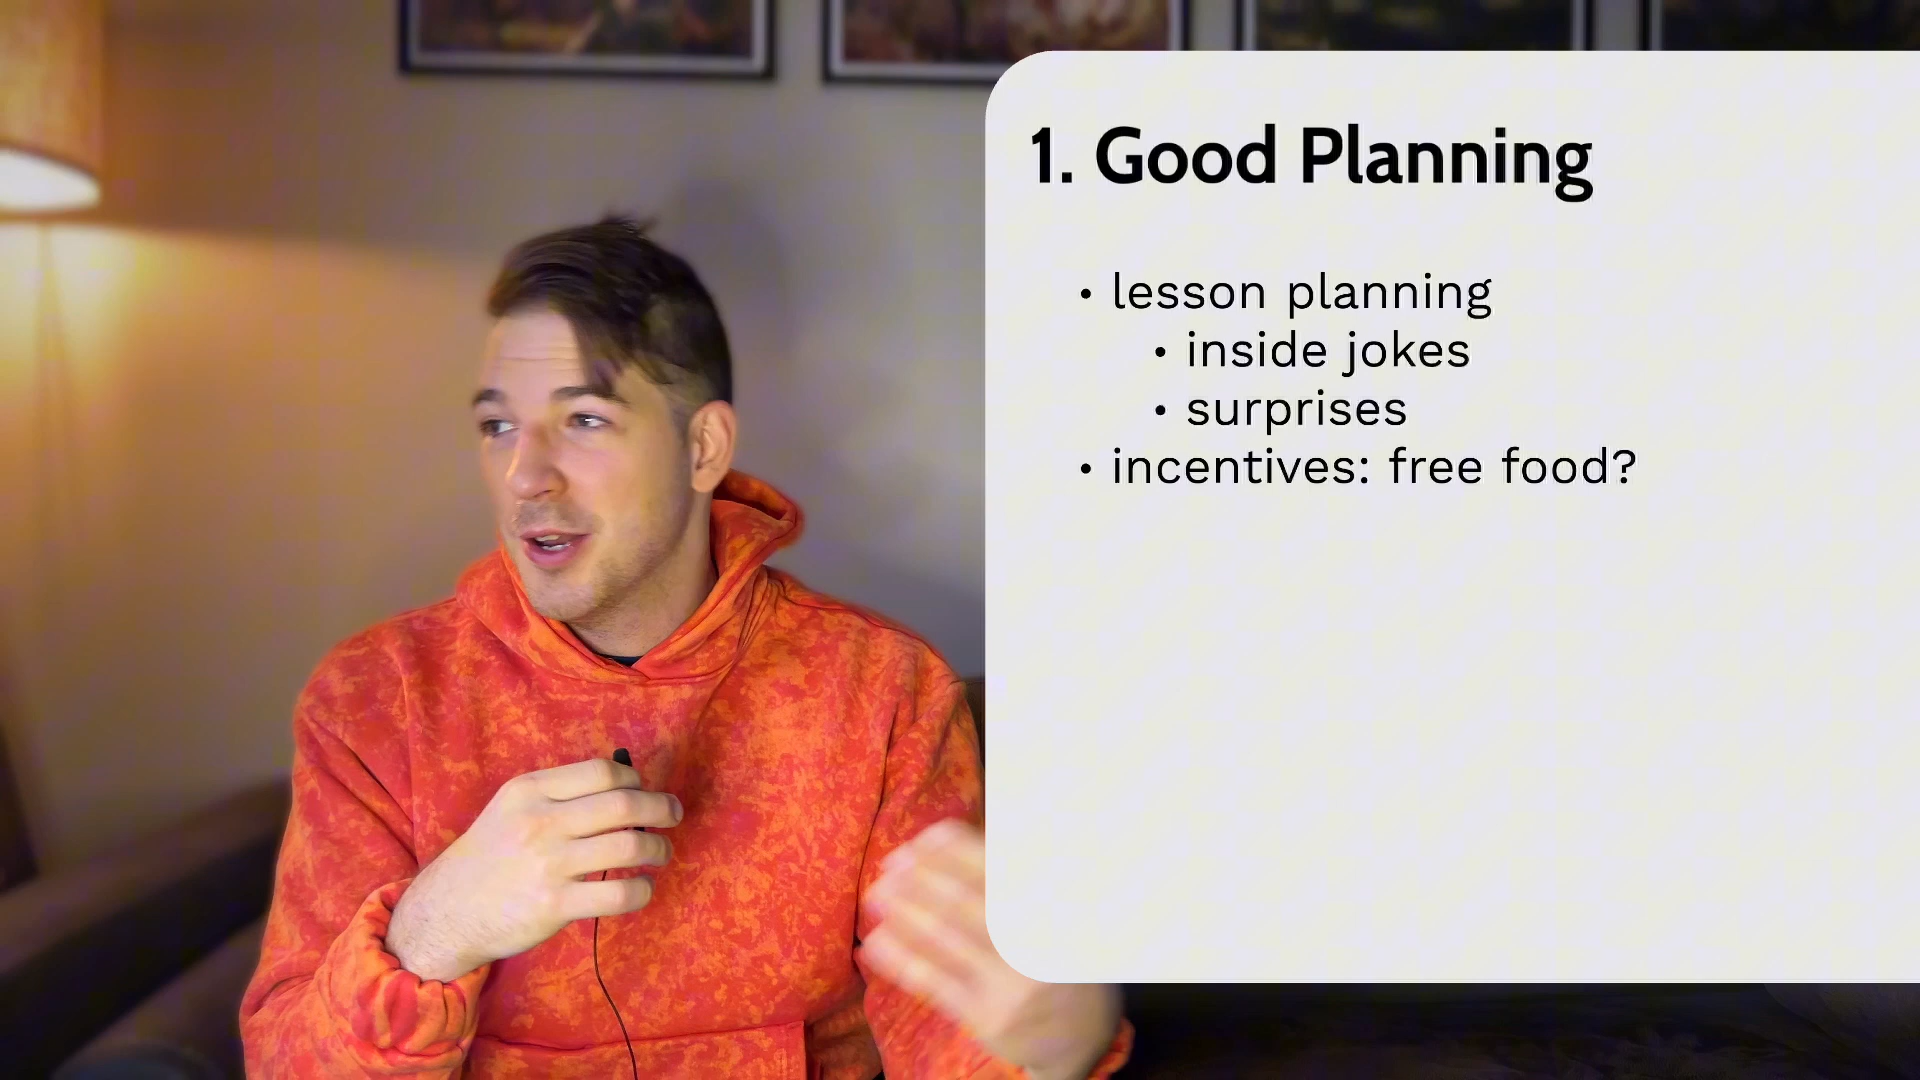 1. Good Planning
• lesson planning
• inside jokes
• surprises
• incentives: free food?